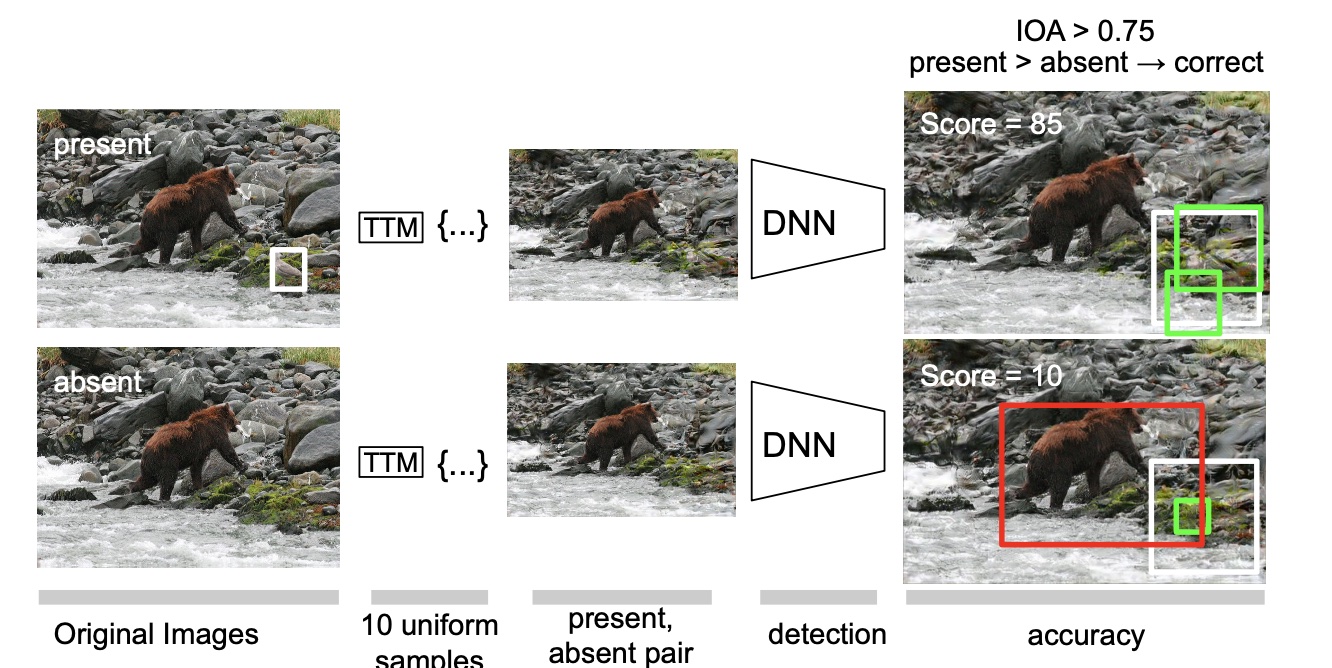 IOA > 0.75
present > absent → correct
present
Score = 85
TTM {...}
DNN
absent
Score = 10
TTM {...}
DNN
Original Images
10 uniform
samples
present,
absent pair
detection
accuracy